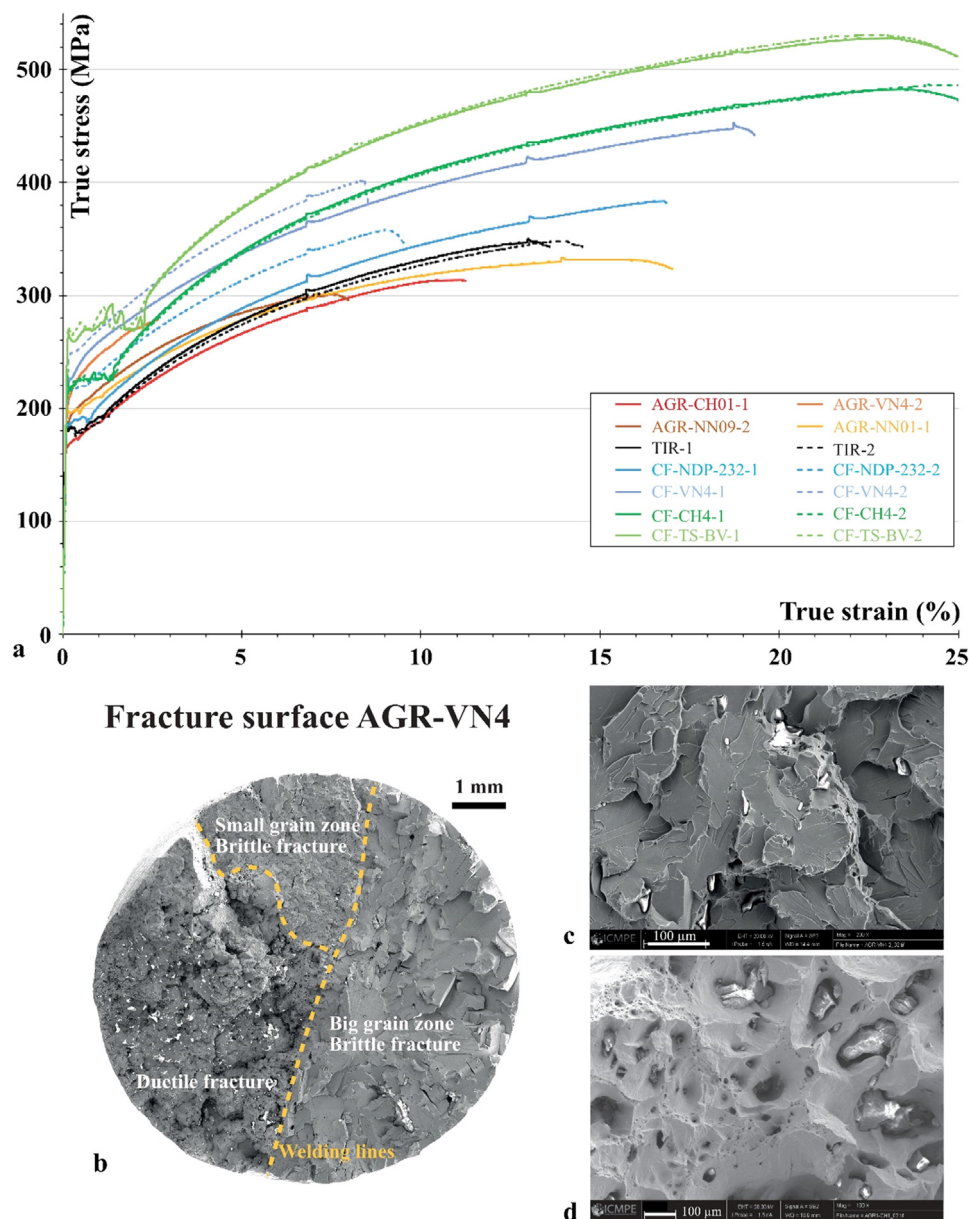 True stress (MPa)
500
400
300
200
100
0
0
5
10
15
20
25
True strain (%)
AGR-CH01-1
AGR-VN4-2
AGR-NN09-2
AGR-NN01-1
TIR-1
TIR-2
CF-NDP-232-1
CF-NDP-232-2
CF-VN4-1
CF-VN4-2
CF-CH4-1
CF-CH4-2
CF-TS-BV-1
CF-TS-BV-2
a
Fracture surface AGR-VN4
1 mm
Small grain zone
Brittle fracture
Big grain zone
Brittle fracture
Ductile fracture
Welding lines
b
c
ICMPE
100 µm
d
ICMPE
100 µm